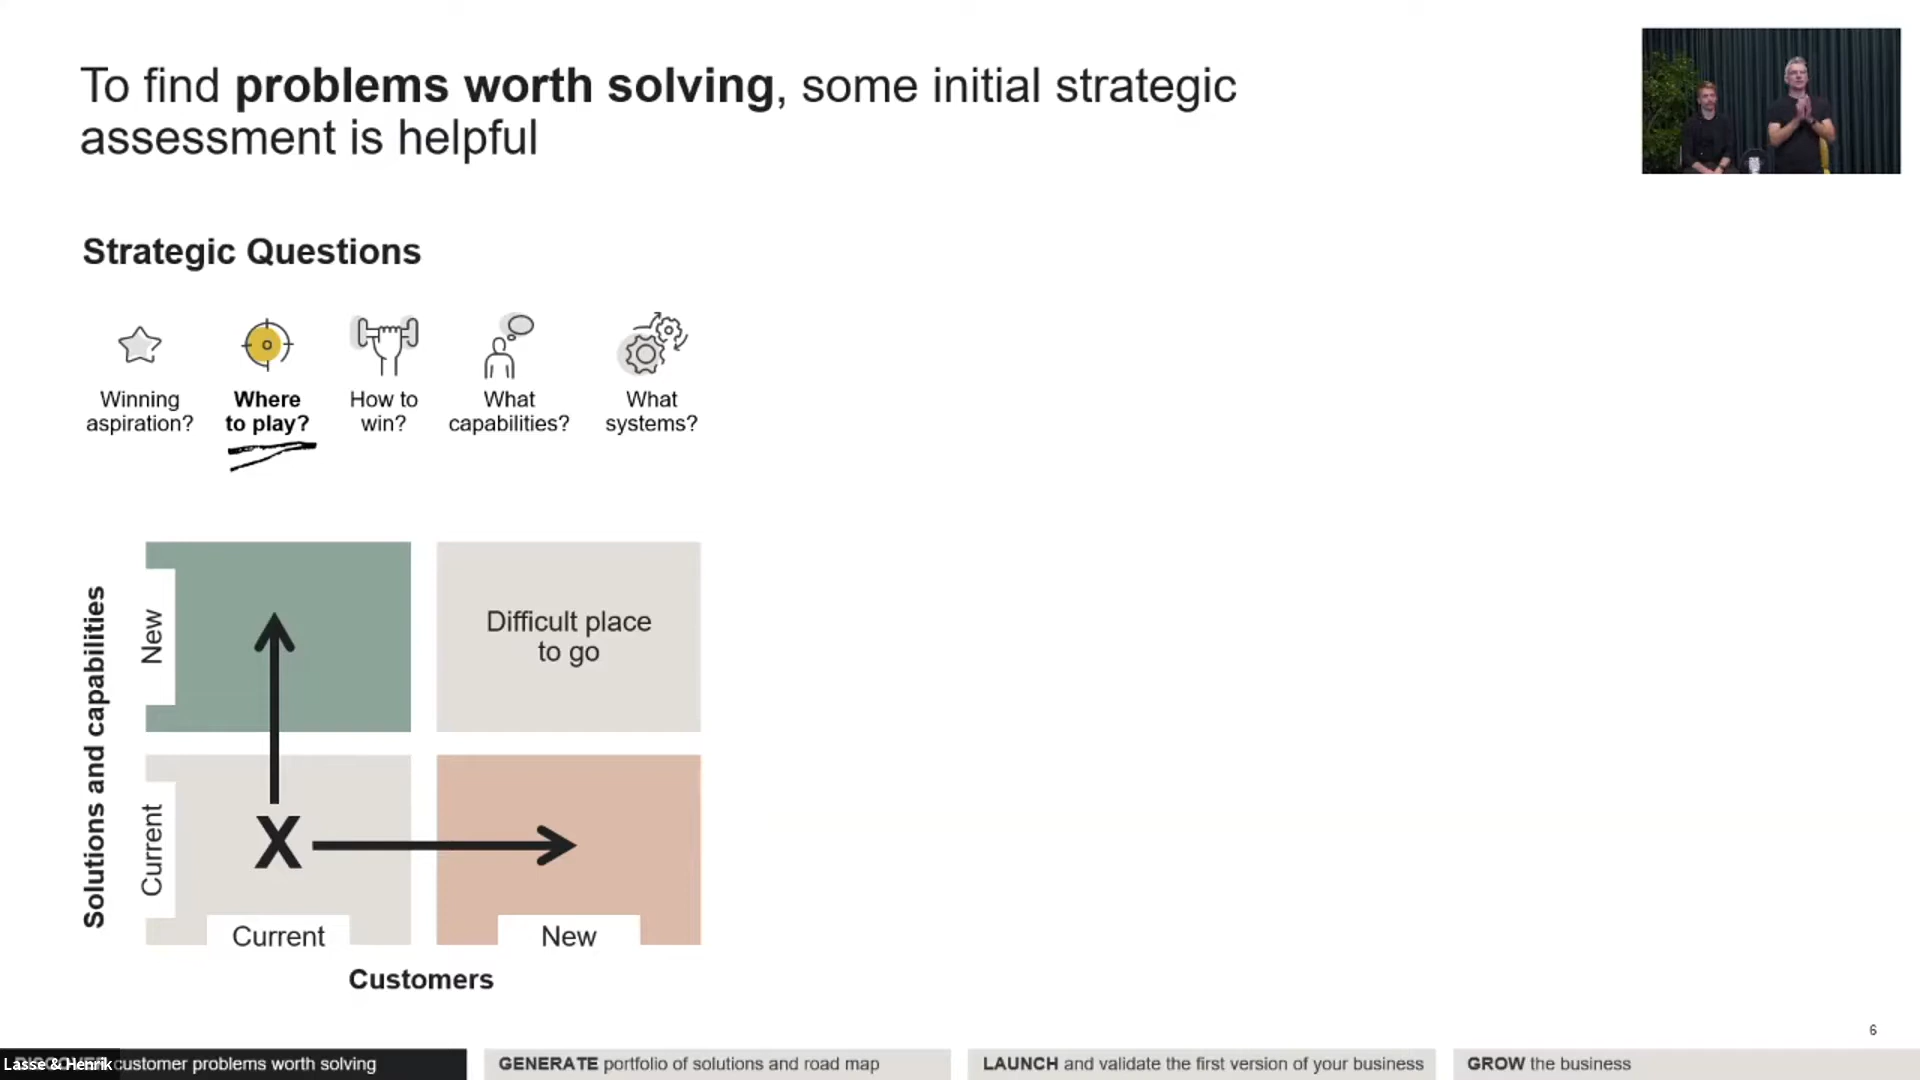 To find problems worth solving, some initial strategic
assessment is helpful
Strategic Questions
Winning
aspiration?
Where
to play?
How to
win?
What
capabilities?
What
systems?
Solutions and capabilities
New
Current
Difficult place
to go
X
Current
New
Customers
6
Lasse & Henrik
customer problems worth solving
GENERATE portfolio of solutions and road map
LAUNCH and validate the first version of your business
GROW the business